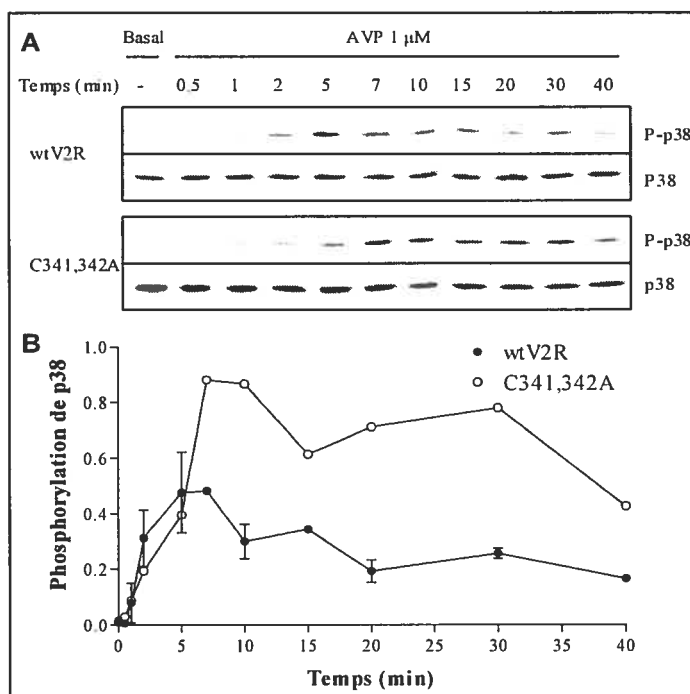 A
Basal AVP 1 µM
Temps (min) - 0,5 1 2 5 7 10 15 20 30 40
wtV2R
P-p38
P38
C341,342A
P-p38
p38
B
wtV2R
C341,342A
Phosphorylation de p38
1.0
0.8
0.6
0.4
0.2
0.0
0 5 10 15 20 25 30 35 40
Temps (min)